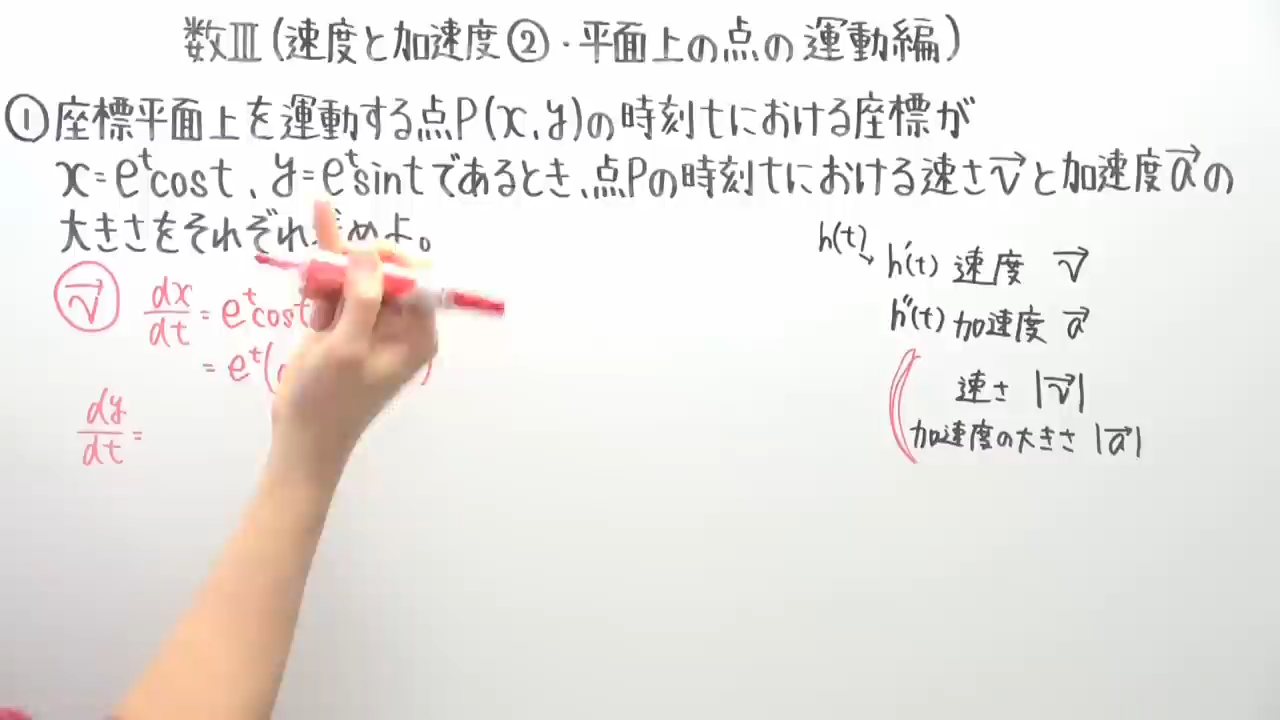 数Ⅲ(速度と加速度②・平面上の点の運動編)
①座標平面上を運動する点P(x,y)の時刻tにおける座標が
x=e^t cost、y=e^t sintであるとき、点Pの時刻tにおける速さv→と加速度a→の
大きさをそれぞれ めよ。
v→ dx/dt = e^t cost
= e^t( )
dy/dt =
h(t)
h'(t) 速度 v→
h''(t) 加速度 a→
速さ |v→|
加速度の大きさ |a→|